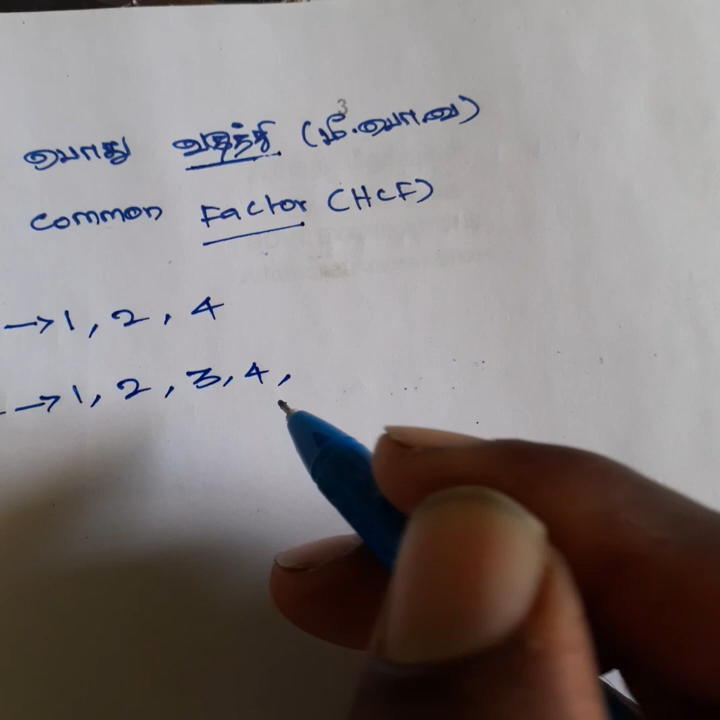 பொது வகுத்தி (மீ.பொ.வ)
Common Factor (HCF)
→ 1, 2, 4
→ 1, 2, 3, 4,